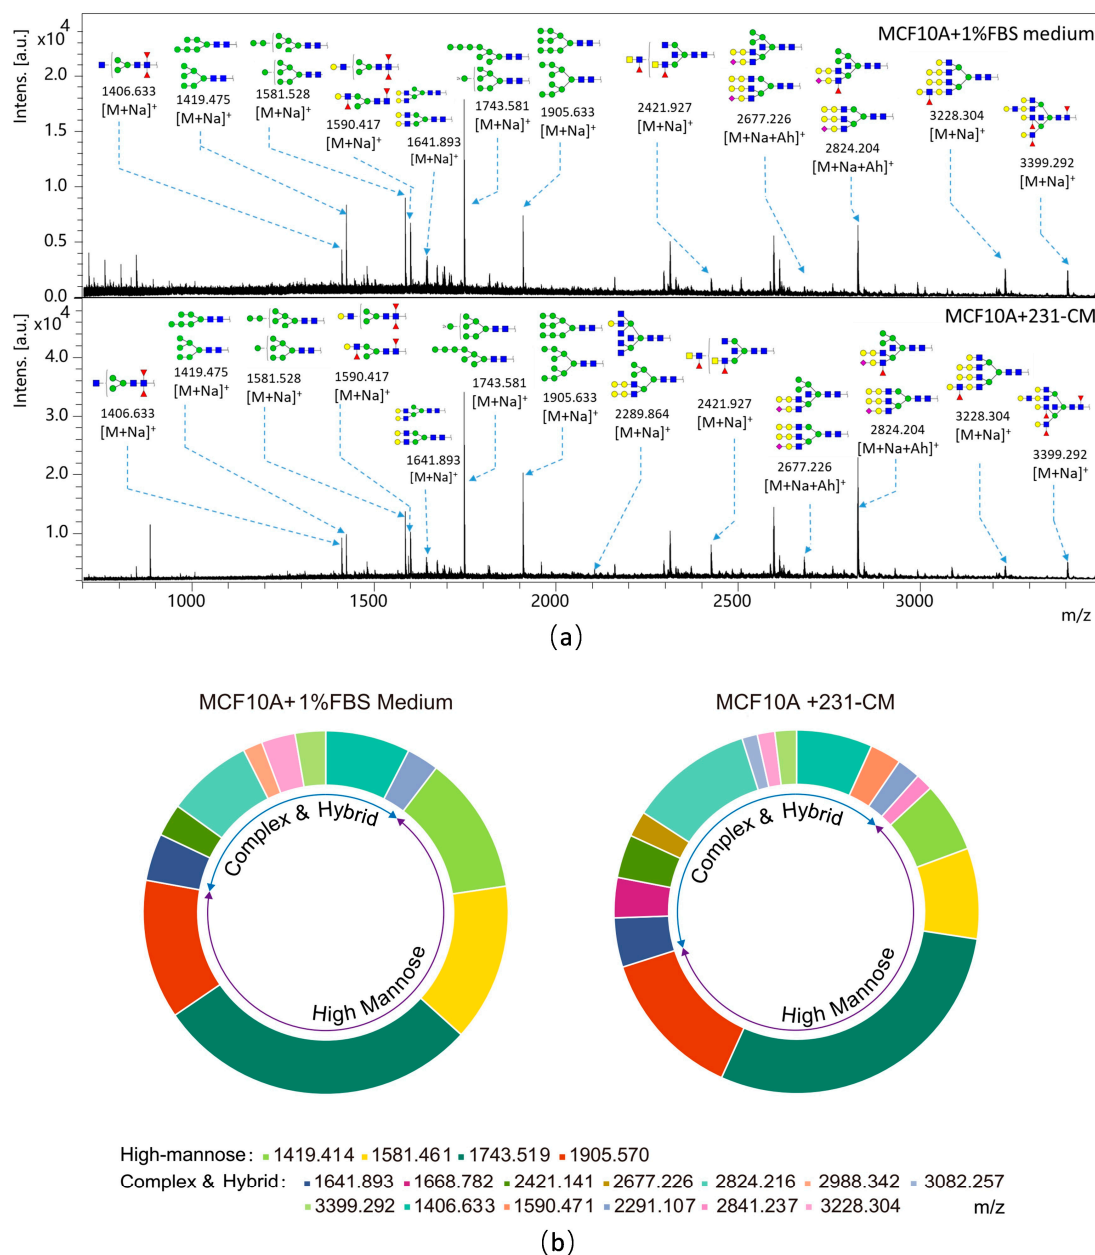 x10⁴
Intens. [a.u.]
2.0
1.5
1.0
0.5
0.0
MCF10A+1%FBS medium
1406.633
[M+Na]⁺
1419.475
[M+Na]⁺
1581.528
[M+Na]⁺
1590.417
[M+Na]⁺
1641.893
[M+Na]⁺
1743.581
[M+Na]⁺
1905.633
[M+Na]⁺
2421.927
[M+Na]⁺
2677.226
[M+Na+Ah]⁺
2824.204
[M+Na+Ah]⁺
3228.304
[M+Na]⁺
3399.292
[M+Na]⁺
x10⁴
Intens. [a.u.]
4.0
3.0
2.0
1.0
MCF10A+231-CM
1406.633
[M+Na]⁺
1419.475
[M+Na]⁺
1581.528
[M+Na]⁺
1590.417
[M+Na]⁺
1641.893
[M+Na]⁺
1743.581
[M+Na]⁺
1905.633
[M+Na]⁺
2289.864
[M+Na]⁺
2421.927
[M+Na]⁺
2677.226
[M+Na+Ah]⁺
2824.204
[M+Na+Ah]⁺
3228.304
[M+Na]⁺
3399.292
[M+Na]⁺
1000 1500 2000 2500 3000 m/z
(a)
MCF10A+1%FBS Medium
Complex & Hybrid
High Mannose
MCF10A +231-CM
Complex & Hybrid
High Mannose
High-mannose: 1419.414 1581.461 1743.519 1905.570
Complex & Hybrid: 1641.893 1668.782 2421.141 2677.226 2824.216 2988.342 3082.257
3399.292 1406.633 1590.471 2291.107 2841.237 3228.304 m/z
(b)